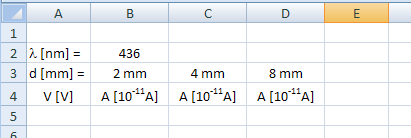 A B C D E
1
2 λ [nm] = 436
3 d [mm] = 2 mm 4 mm 8 mm
4 V [V] A [10⁻¹¹A] A [10⁻¹¹A] A [10⁻¹¹A]
5
6